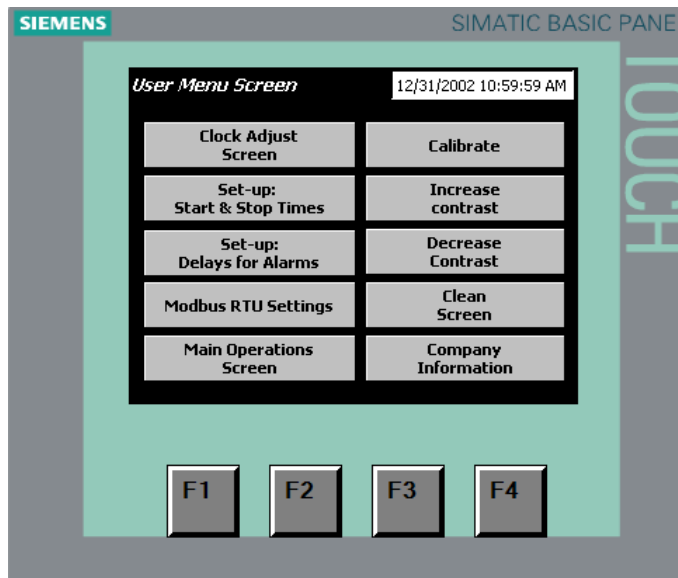 SIEMENS
SIMATIC BASIC PANE
TOUCH
User Menu Screen
12/31/2002 10:59:59 AM
Clock Adjust
Screen
Calibrate
Set-up:
Start & Stop Times
Increase
contrast
Set-up:
Delays for Alarms
Decrease
Contrast
Modbus RTU Settings
Clean
Screen
Main Operations
Screen
Company
Information
F1
F2
F3
F4